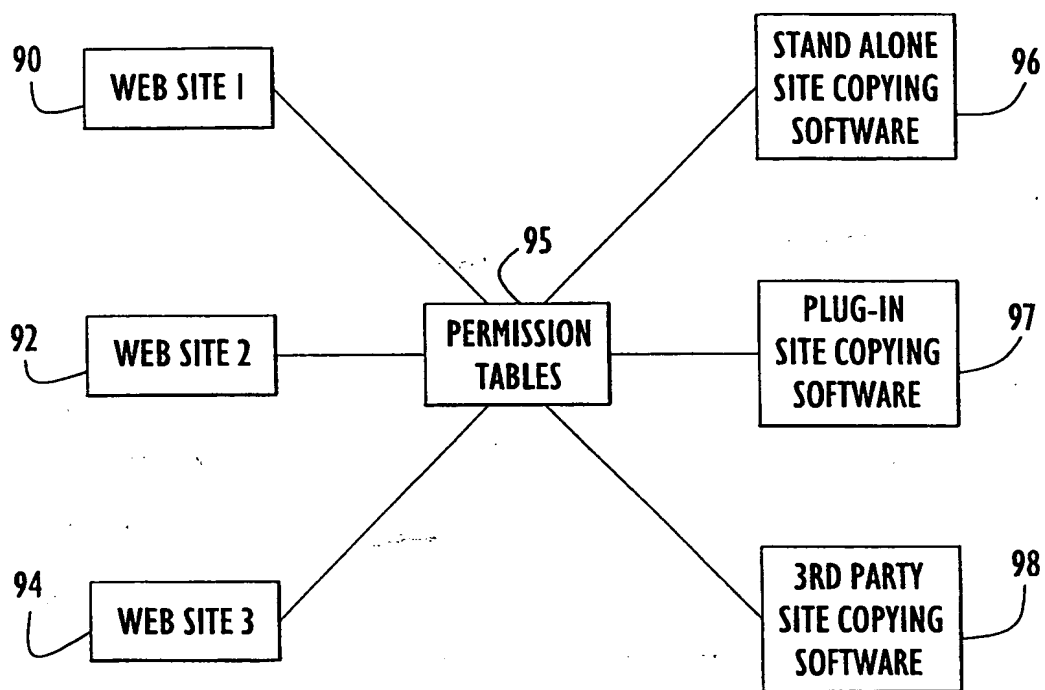 90
WEB SITE 1
92
WEB SITE 2
94
WEB SITE 3
95
PERMISSION
TABLES
STAND ALONE
SITE COPYING
SOFTWARE
96
PLUG-IN
SITE COPYING
SOFTWARE
97
3RD PARTY
SITE COPYING
SOFTWARE
98